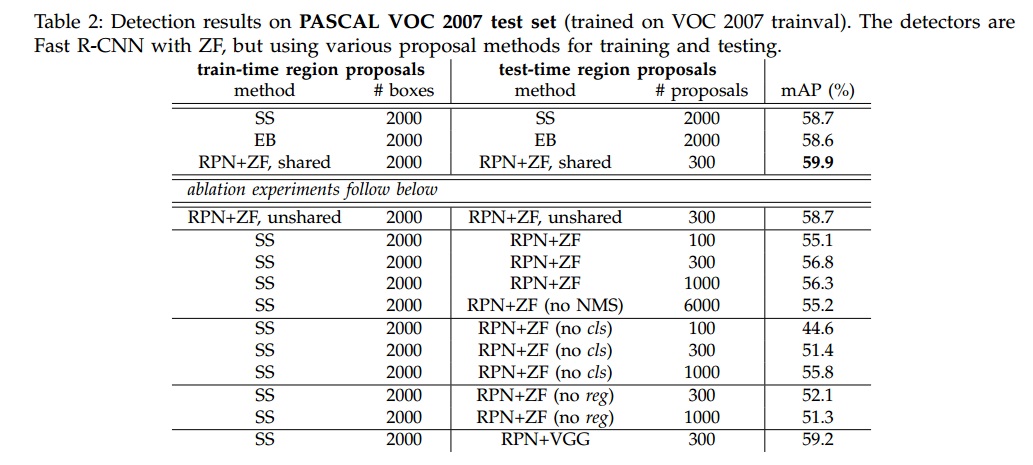 Table 2: Detection results on PASCAL VOC 2007 test set (trained on VOC 2007 trainval). The detectors are
Fast R-CNN with ZF, but using various proposal methods for training and testing.
train-time region proposals test-time region proposals
method # boxes method # proposals mAP (%)
SS 2000 SS 2000 58.7
EB 2000 EB 2000 58.6
RPN+ZF, shared 2000 RPN+ZF, shared 300 59.9
ablation experiments follow below
RPN+ZF, unshared 2000 RPN+ZF, unshared 300 58.7
SS 2000 RPN+ZF 100 55.1
SS 2000 RPN+ZF 300 56.8
SS 2000 RPN+ZF 1000 56.3
SS 2000 RPN+ZF (no NMS) 6000 55.2
SS 2000 RPN+ZF (no cls) 100 44.6
SS 2000 RPN+ZF (no cls) 300 51.4
SS 2000 RPN+ZF (no cls) 1000 55.8
SS 2000 RPN+ZF (no reg) 300 52.1
SS 2000 RPN+ZF (no reg) 1000 51.3
SS 2000 RPN+VGG 300 59.2